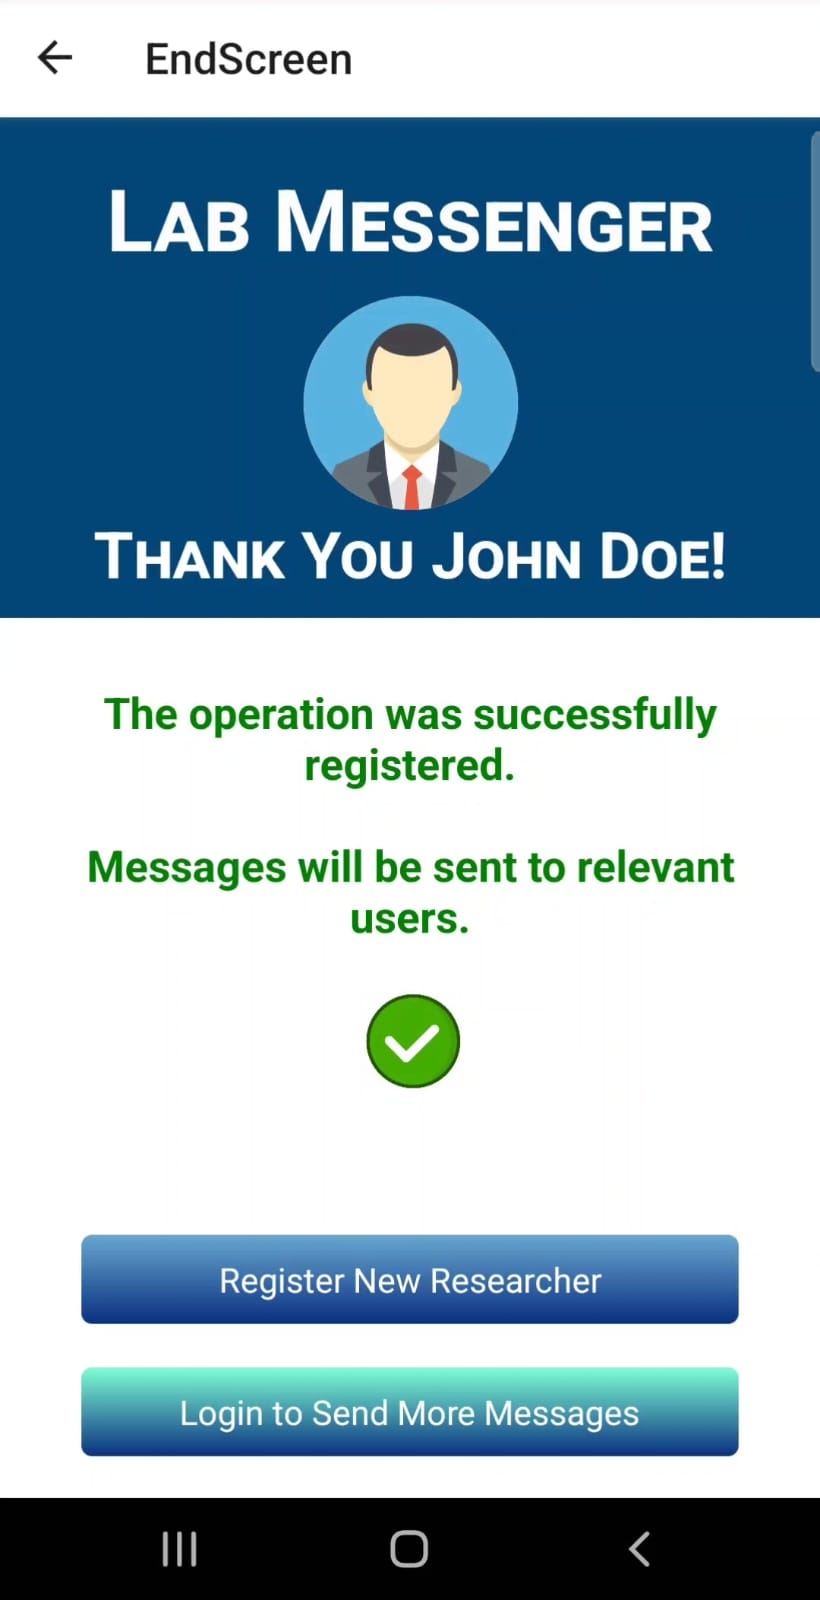 EndScreen
LAB MESSENGER
THANK YOU JOHN DOE!
The operation was successfully
registered.
Messages will be sent to relevant
users.
Register New Researcher
Login to Send More Messages